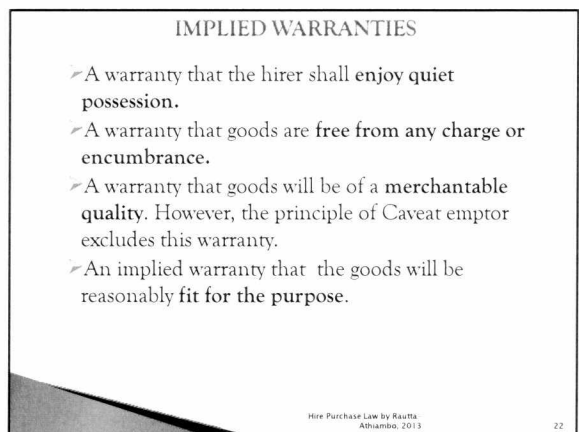 IMPLIED WARRANTIES
A warranty that the hirer shall enjoy quiet
possession.
A warranty that goods are free from any charge or
encumbrance.
A warranty that goods will be of a merchantable
quality. However, the principle of Caveat emptor
excludes this warranty.
An implied warranty that the goods will be
reasonably fit for the purpose.
Hire Purchase Law by Rautta-
Athiambo, 2013
22